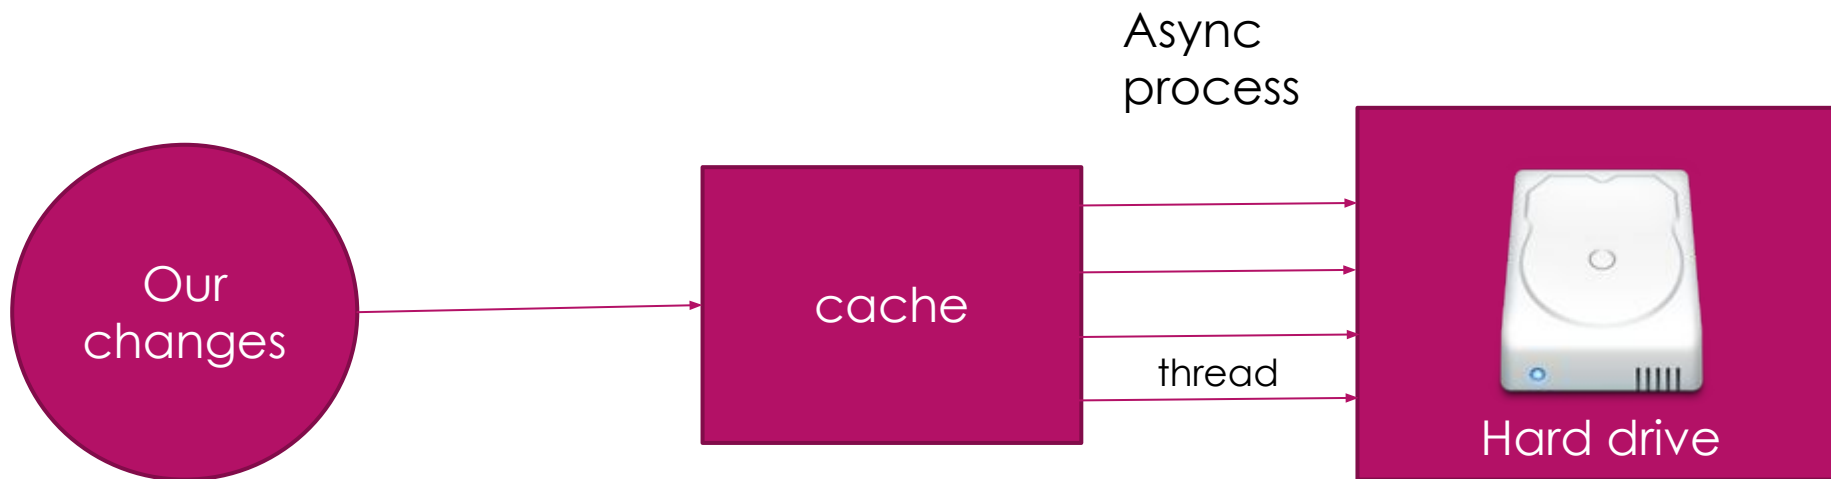 Async
process
Our
changes
cache
thread
Hard drive